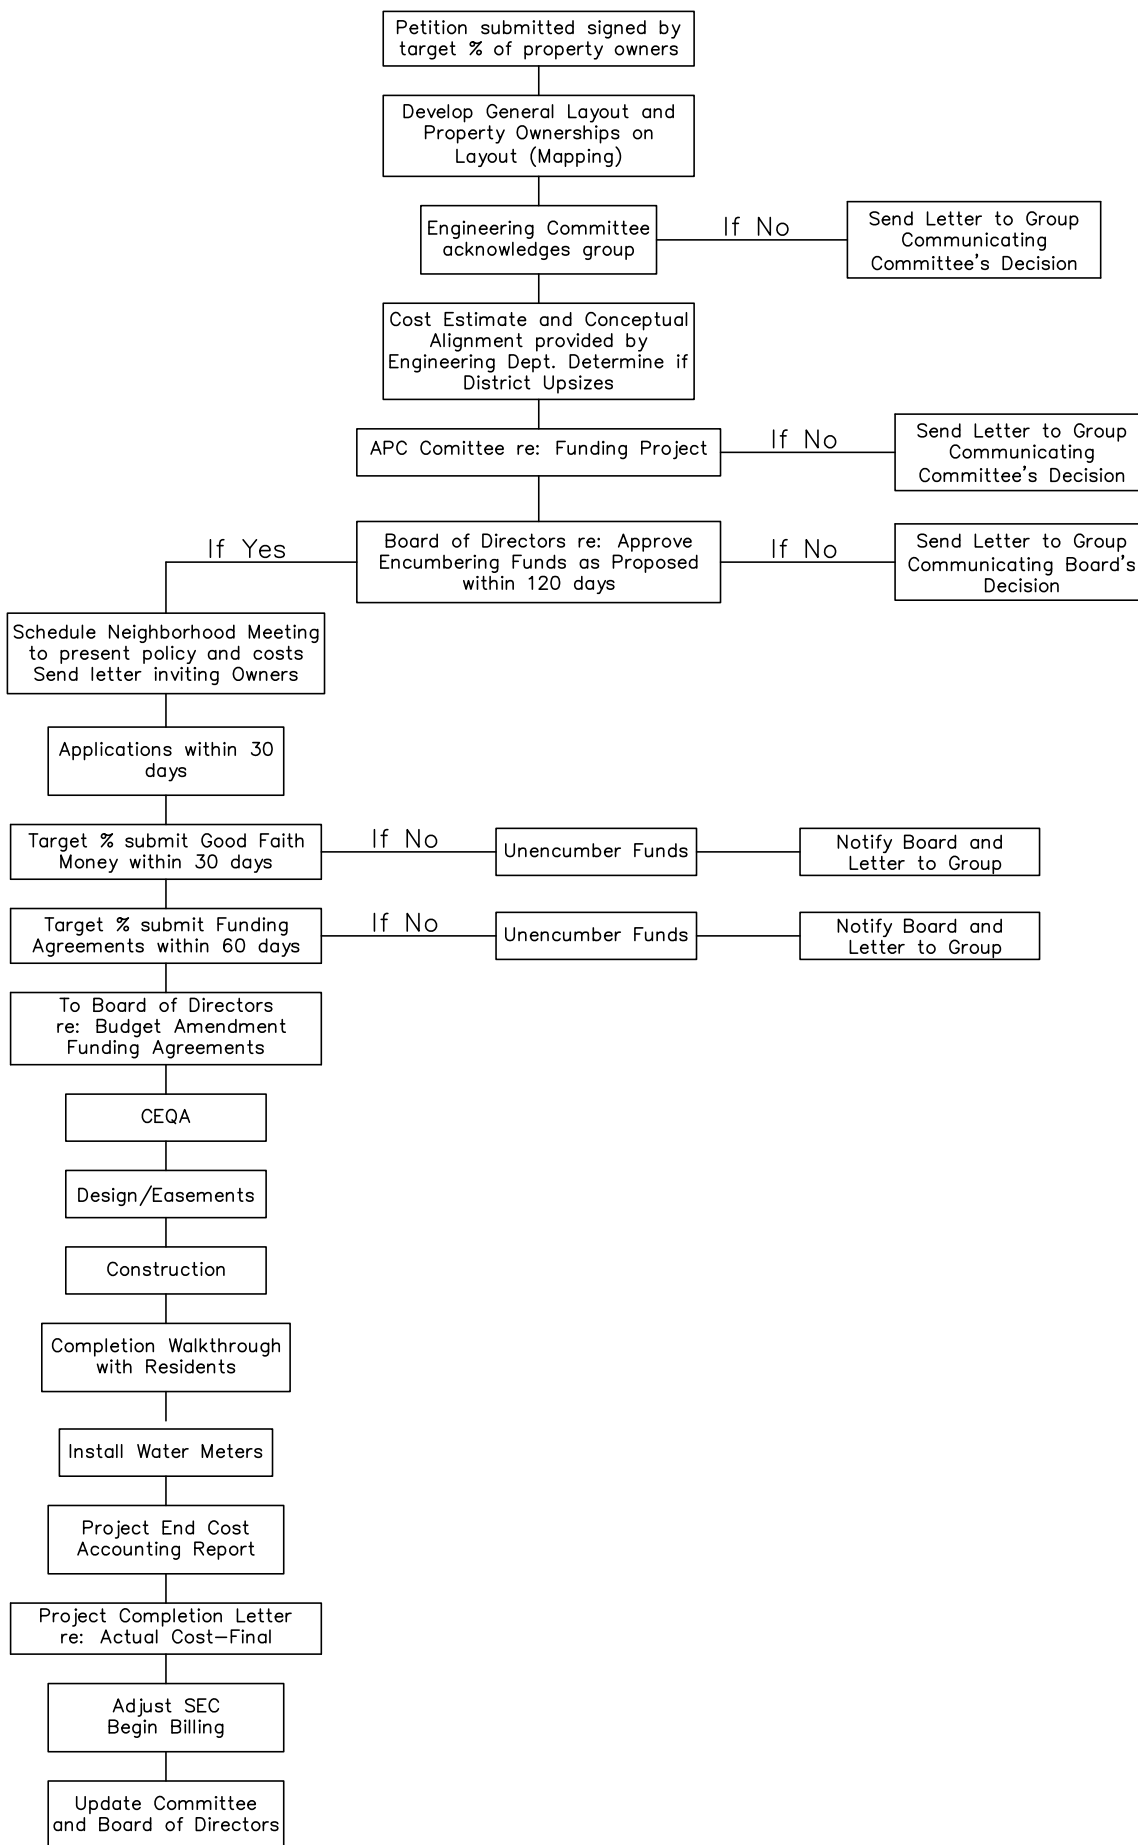 Petition submitted signed by
target % of property owners
Develop General Layout and
Property Ownerships on
Layout (Mapping)
Engineering Committee
acknowledges group
If No
Send Letter to Group
Communicating
Committee's Decision
Cost Estimate and Conceptual
Alignment provided by
Engineering Dept. Determine if
District Upsizes
APC Comittee re: Funding Project
If No
Send Letter to Group
Communicating
Committee's Decision
Board of Directors re: Approve
Encumbering Funds as Proposed
within 120 days
If Yes
If No
Send Letter to Group
Communicating Board's
Decision
Schedule Neighborhood Meeting
to present policy and costs
Send letter inviting Owners
Applications within 30
days
Target % submit Good Faith
Money within 30 days
If No
Unencumber Funds
Notify Board and
Letter to Group
Target % submit Funding
Agreements within 60 days
If No
Unencumber Funds
Notify Board and
Letter to Group
To Board of Directors
re: Budget Amendment
Funding Agreements
CEQA
Design/Easements
Construction
Completion Walkthrough
with Residents
Install Water Meters
Project End Cost
Accounting Report
Project Completion Letter
re: Actual Cost-Final
Adjust SEC
Begin Billing
Update Committee
and Board of Directors